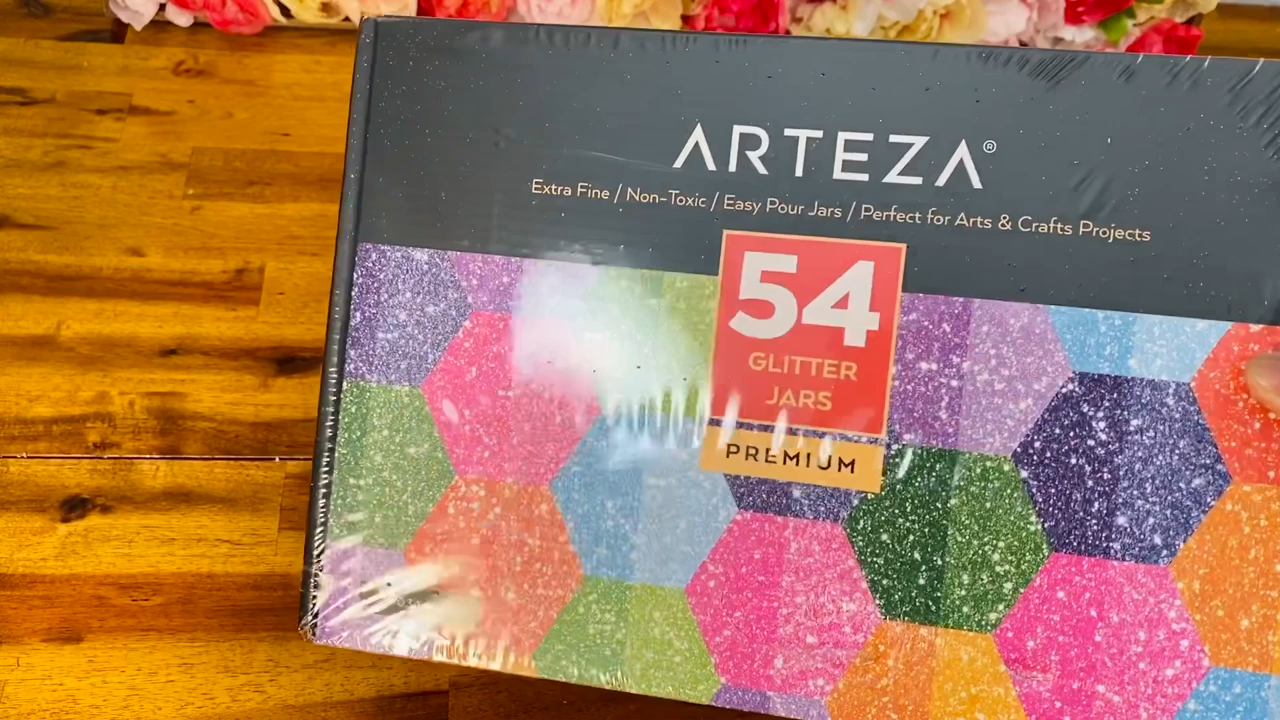 ARTEZA®
Extra Fine / Non-Toxic / Easy Pour Jars / Perfect for Arts & Crafts Projects
54
GLITTER
JARS
PREMIUM